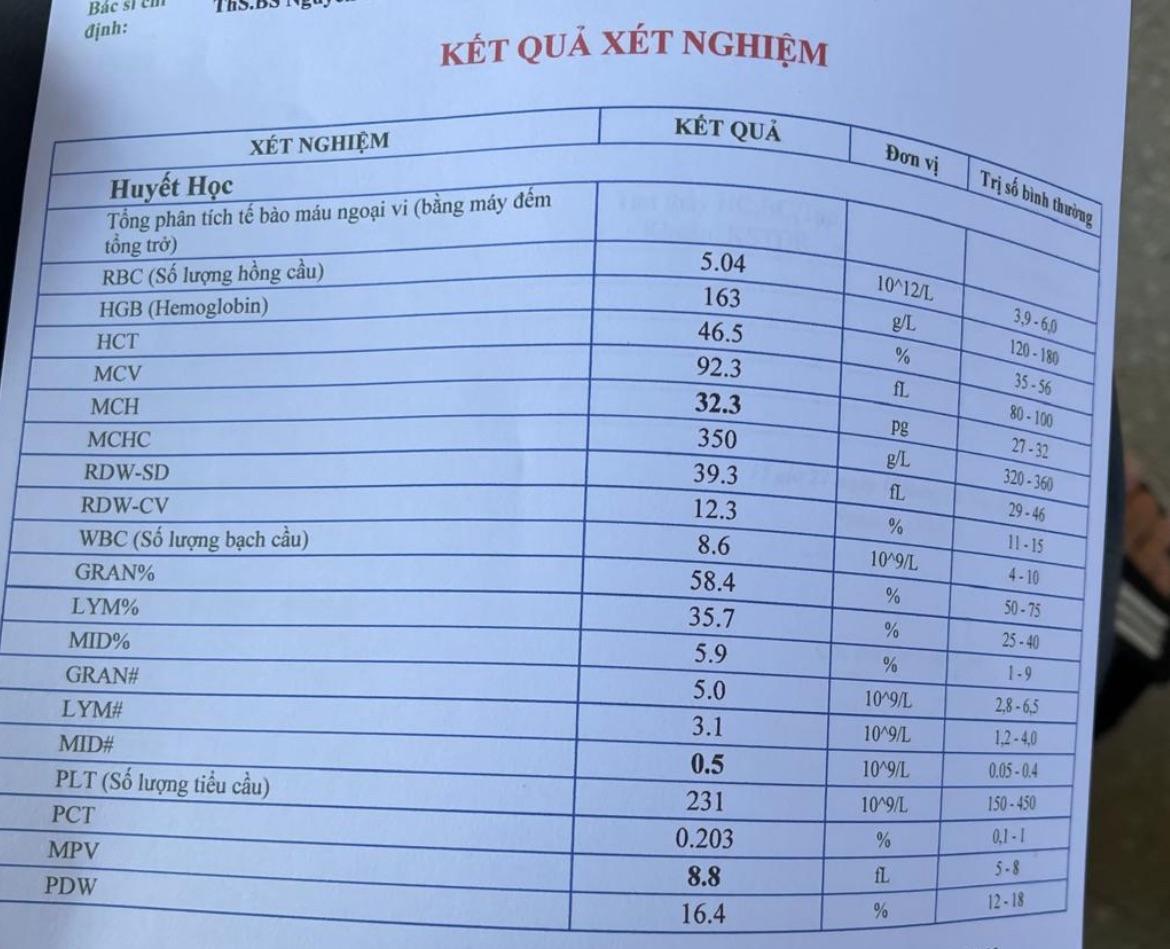 Bác sĩ chỉ
định:
ThS.BS
KẾT QUẢ XÉT NGHIỆM
XÉT NGHIỆM KẾT QUẢ Đơn vị Trị số bình thường
Huyết Học
Tổng phân tích tế bào máu ngoại vi (bằng máy đếm
tổng trở)
RBC (Số lượng hồng cầu) 5.04 10^12/L 3,9 - 6,0
HGB (Hemoglobin) 163 g/L 120 - 180
HCT 46.5 % 35 - 56
MCV 92.3 fL 80 - 100
MCH 32.3 pg 27 - 32
MCHC 350 g/L 320 - 360
RDW-SD 39.3 fL 29 - 46
RDW-CV 12.3 % 11 - 15
WBC (Số lượng bạch cầu) 8.6 10^9/L 4 - 10
GRAN% 58.4 % 50 - 75
LYM% 35.7 % 25 - 40
MID% 5.9 % 1 - 9
GRAN# 5.0 10^9/L 2,8 - 6,5
LYM# 3.1 10^9/L 1,2 - 4,0
MID# 0.5 10^9/L 0.05 - 0.4
PLT (Số lượng tiểu cầu) 231 10^9/L 150 - 450
PCT 0.203 % 0,1 - 1
MPV 8.8 fL 5 - 8
PDW 16.4 % 12 - 18